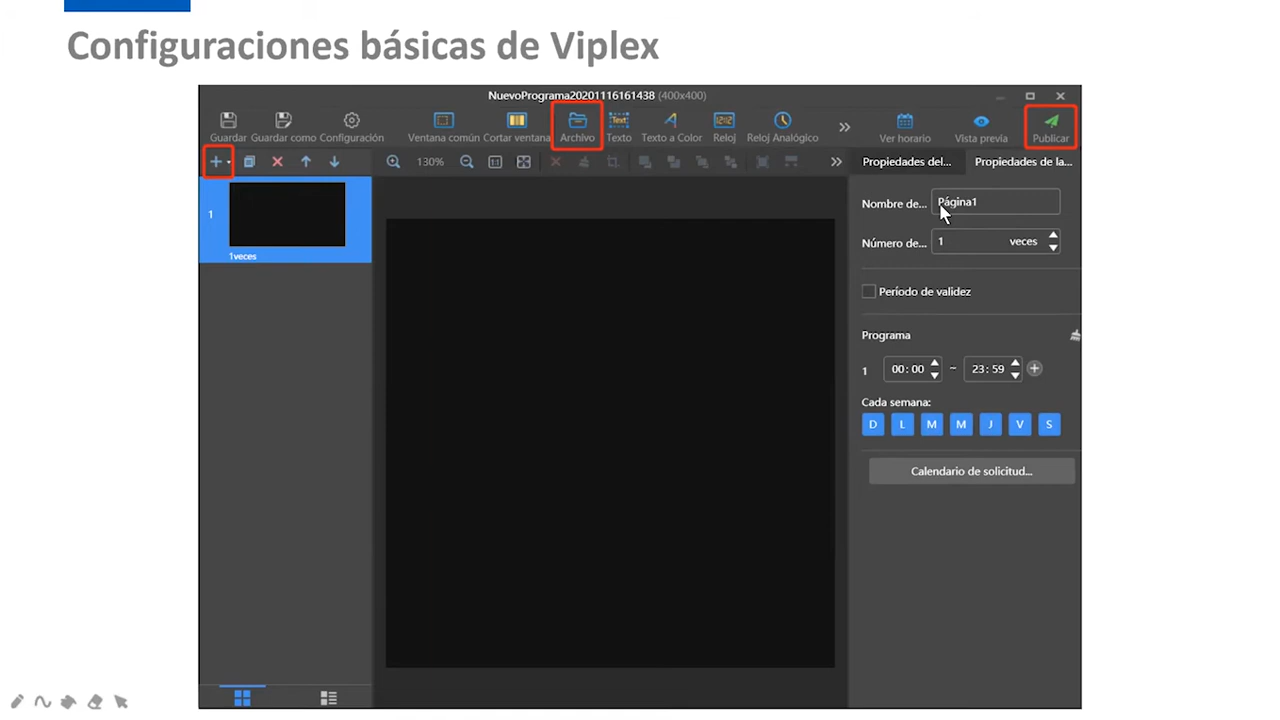 Configuraciones básicas de Viplex
NuevoPrograma20201116161438 (400x400)
Guardar Guardar como Configuración Ventana común Cortar ventana Archivo Texto Texto a Color Reloj Reloj Analógico Ver horario Vista previa Publicar
130%
Propiedades del... Propiedades de la...
1
1veces
Nombre de... Página1
Número de... 1 veces
Período de validez
Programa
1 00:00 ~ 23:59
Cada semana:
D L M M J V S
Calendario de solicitud...